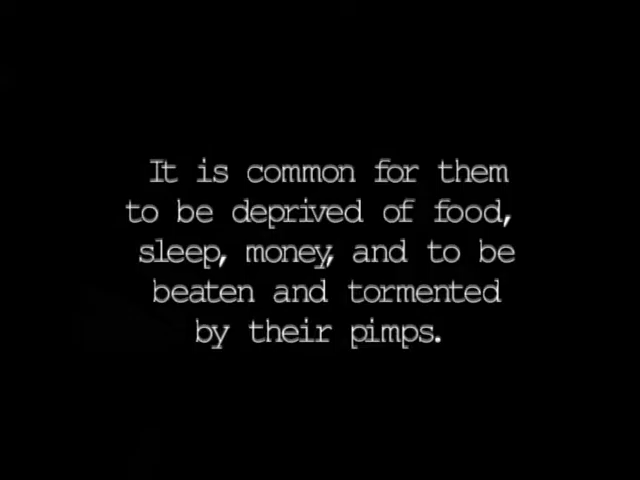 It is common for them
to be deprived of food,
sleep, money, and to be
beaten and tormented
by their pimps.